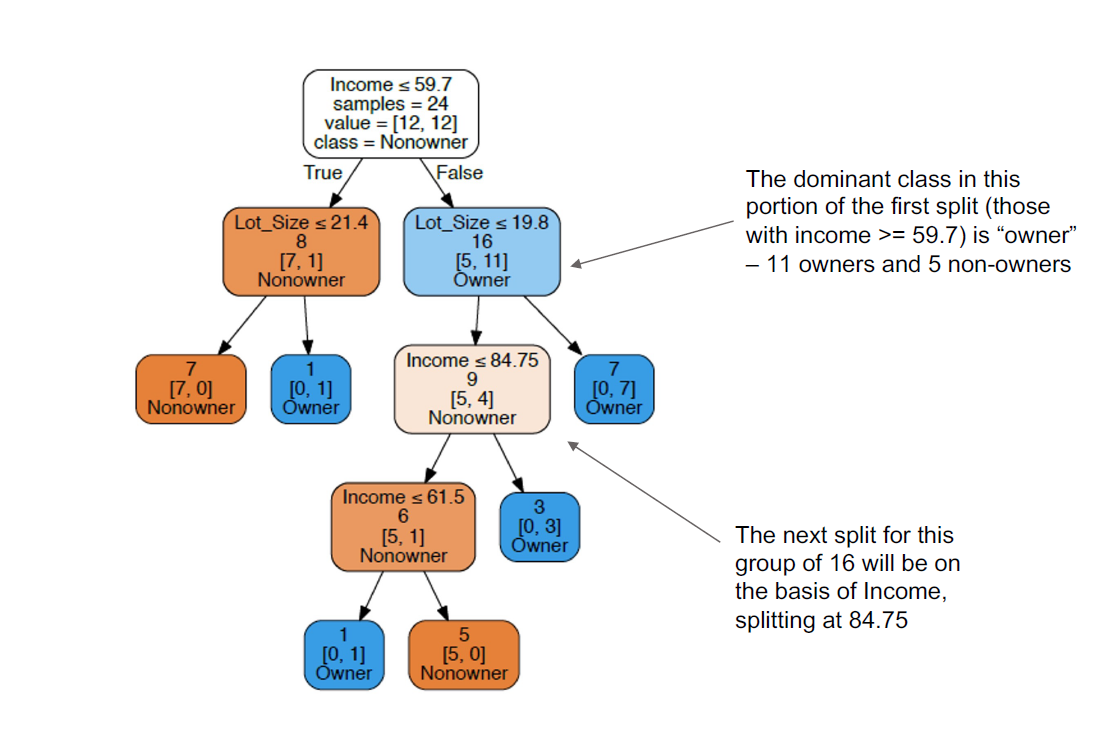 Income ≤ 59.7
samples = 24
value = [12, 12]
class = Nonowner
True
False
Lot_Size ≤ 21.4
8
[7, 1]
Nonowner
Lot_Size ≤ 19.8
16
[5, 11]
Owner
The dominant class in this
portion of the first split (those
with income >= 59.7) is “owner”
– 11 owners and 5 non-owners
7
[7, 0]
Nonowner
1
[0, 1]
Owner
Income ≤ 84.75
9
[5, 4]
Nonowner
7
[0, 7]
Owner
Income ≤ 61.5
6
[5, 1]
Nonowner
3
[0, 3]
Owner
The next split for this
group of 16 will be on
the basis of Income,
splitting at 84.75
1
[0, 1]
Owner
5
[5, 0]
Nonowner